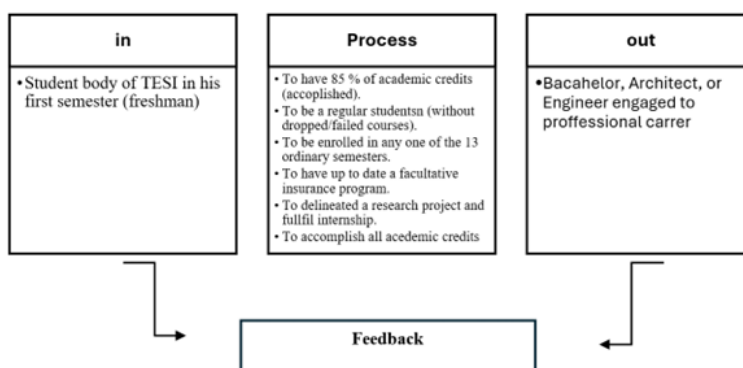 in
•Student body of TESI in his
first semester (freshman)
Process
• To have 85 % of academic credits
(accoplished).
• To be a regular studentsn (without
dropped/failed courses).
• To be enrolled in any one of the 13
ordinary semesters.
• To have up to date a facultative
insurance program.
• To delineated a research project and
fullfil internship.
• To accomplish all acedemic credits
out
•Bacahelor, Architect, or
Engineer engaged to
proffessional carrer
Feedback